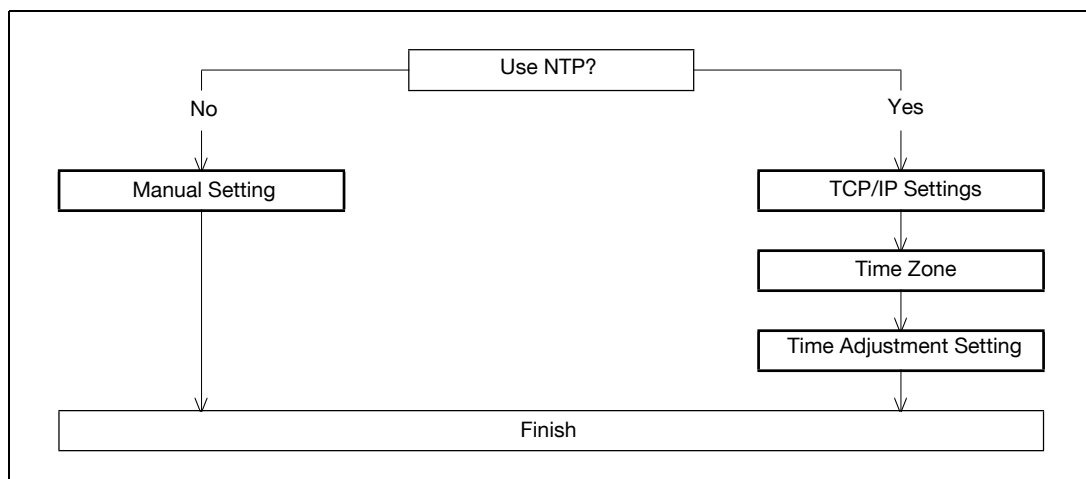 Use NTP?
No
Yes
Manual Setting
TCP/IP Settings
Time Zone
Time Adjustment Setting
Finish